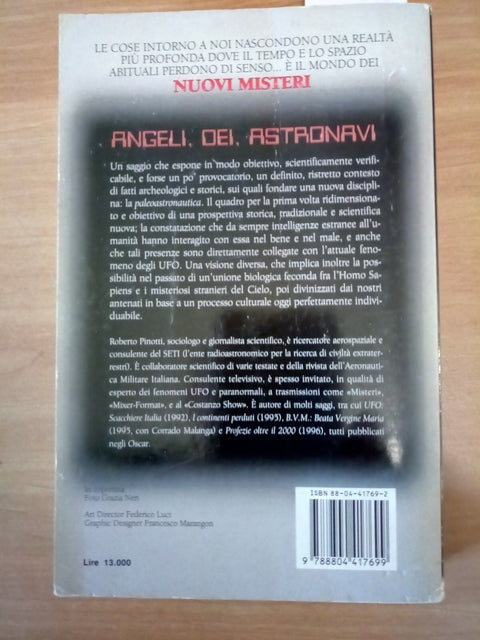 LE COSE INTORNO A NOI NASCONDONO UNA REALTÀ
PIÙ PROFONDA DOVE IL TEMPO E LO SPAZIO
ABITUALI PERDONO DI SENSO... È IL MONDO DEI
NUOVI MISTERI
ANGELI, DEI, ASTRONAVI
Un saggio che espone in modo obiettivo, scientificamente verifi-
cabile, e forse un po' provocatorio, un definito, ristretto contesto
di fatti archeologici e storici, sui quali fondare una nuova discipli-
na: la paleoastronautica. Il quadro per la prima volta ridimensiona-
to e obiettivo di una prospettiva storica, tradizionale e scientifica
nuova; la constatazione che da sempre intelligenze estranee all'u-
manità hanno interagito con essa nel bene e nel male, e anche
che tali presenze sono direttamente collegate con l'attuale feno-
meno degli UFO. Una visione diversa, che implica inoltre la pos-
sibilità nel passato di un'unione biologica feconda fra l'Homo Sa-
piens e i misteriosi stranieri del Cielo, poi divinizzati dai nostri
antenati in base a un processo culturale oggi perfettamente indivi-
duabile.
Roberto Pinotti, sociologo e giornalista scientifico, è ricercatore aerospaziale e
consulente del SETI (l'ente radioastronomico per la ricerca di civiltà extrater-
restri). È collaboratore scientifico di varie testate e della rivista dell'Aeronauti-
ca Militare Italiana. Consulente televisivo, è spesso invitato, in qualità di
esperto dei fenomeni UFO e paranormali, a trasmissioni come «Misteri»,
«Mixer-Format», e al «Costanzo Show». È autore di molti saggi, tra cui UFO:
Scacchiere Italia (1992), I continenti perduti (1995), B.V.M.: Beata Vergine Maria
(1995, con Corrado Malanga) e Profezie oltre il 2000 (1996), tutti pubblicati
negli Oscar.
Foto Grazia Neri
Art Director Federico Luci
Graphic Designer Francesco Marangon
Lire 13.000
ISBN 88-04-41769-2
9 788804 417699